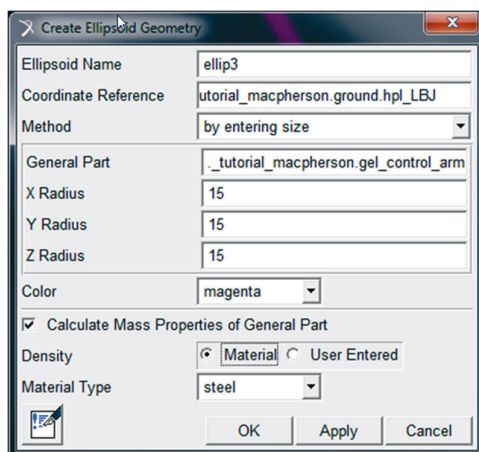 Create Ellipsoid Geometry
Ellipsoid Name ellip3
Coordinate Reference utorial_macpherson.ground.hpl_LBJ
Method by entering size
General Part ._tutorial_macpherson.gel_control_arm
X Radius 15
Y Radius 15
Z Radius 15
Color magenta
Calculate Mass Properties of General Part
Density Material User Entered
Material Type steel
OK Apply Cancel